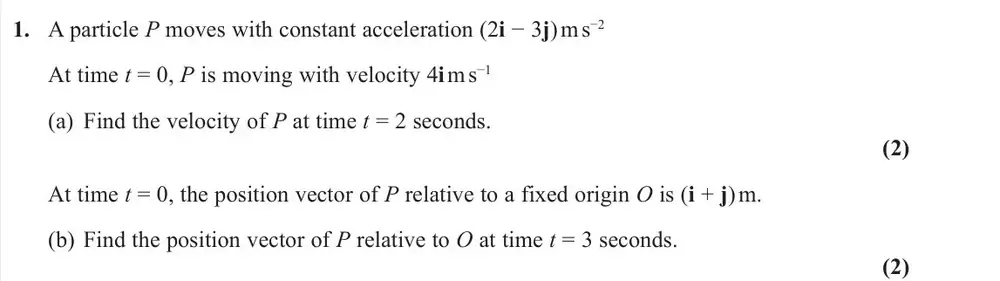 1. A particle P moves with constant acceleration (2i − 3j) m s⁻²
At time t = 0, P is moving with velocity 4i m s⁻¹
(a) Find the velocity of P at time t = 2 seconds.
(2)
At time t = 0, the position vector of P relative to a fixed origin O is (i + j) m.
(b) Find the position vector of P relative to O at time t = 3 seconds.
(2)